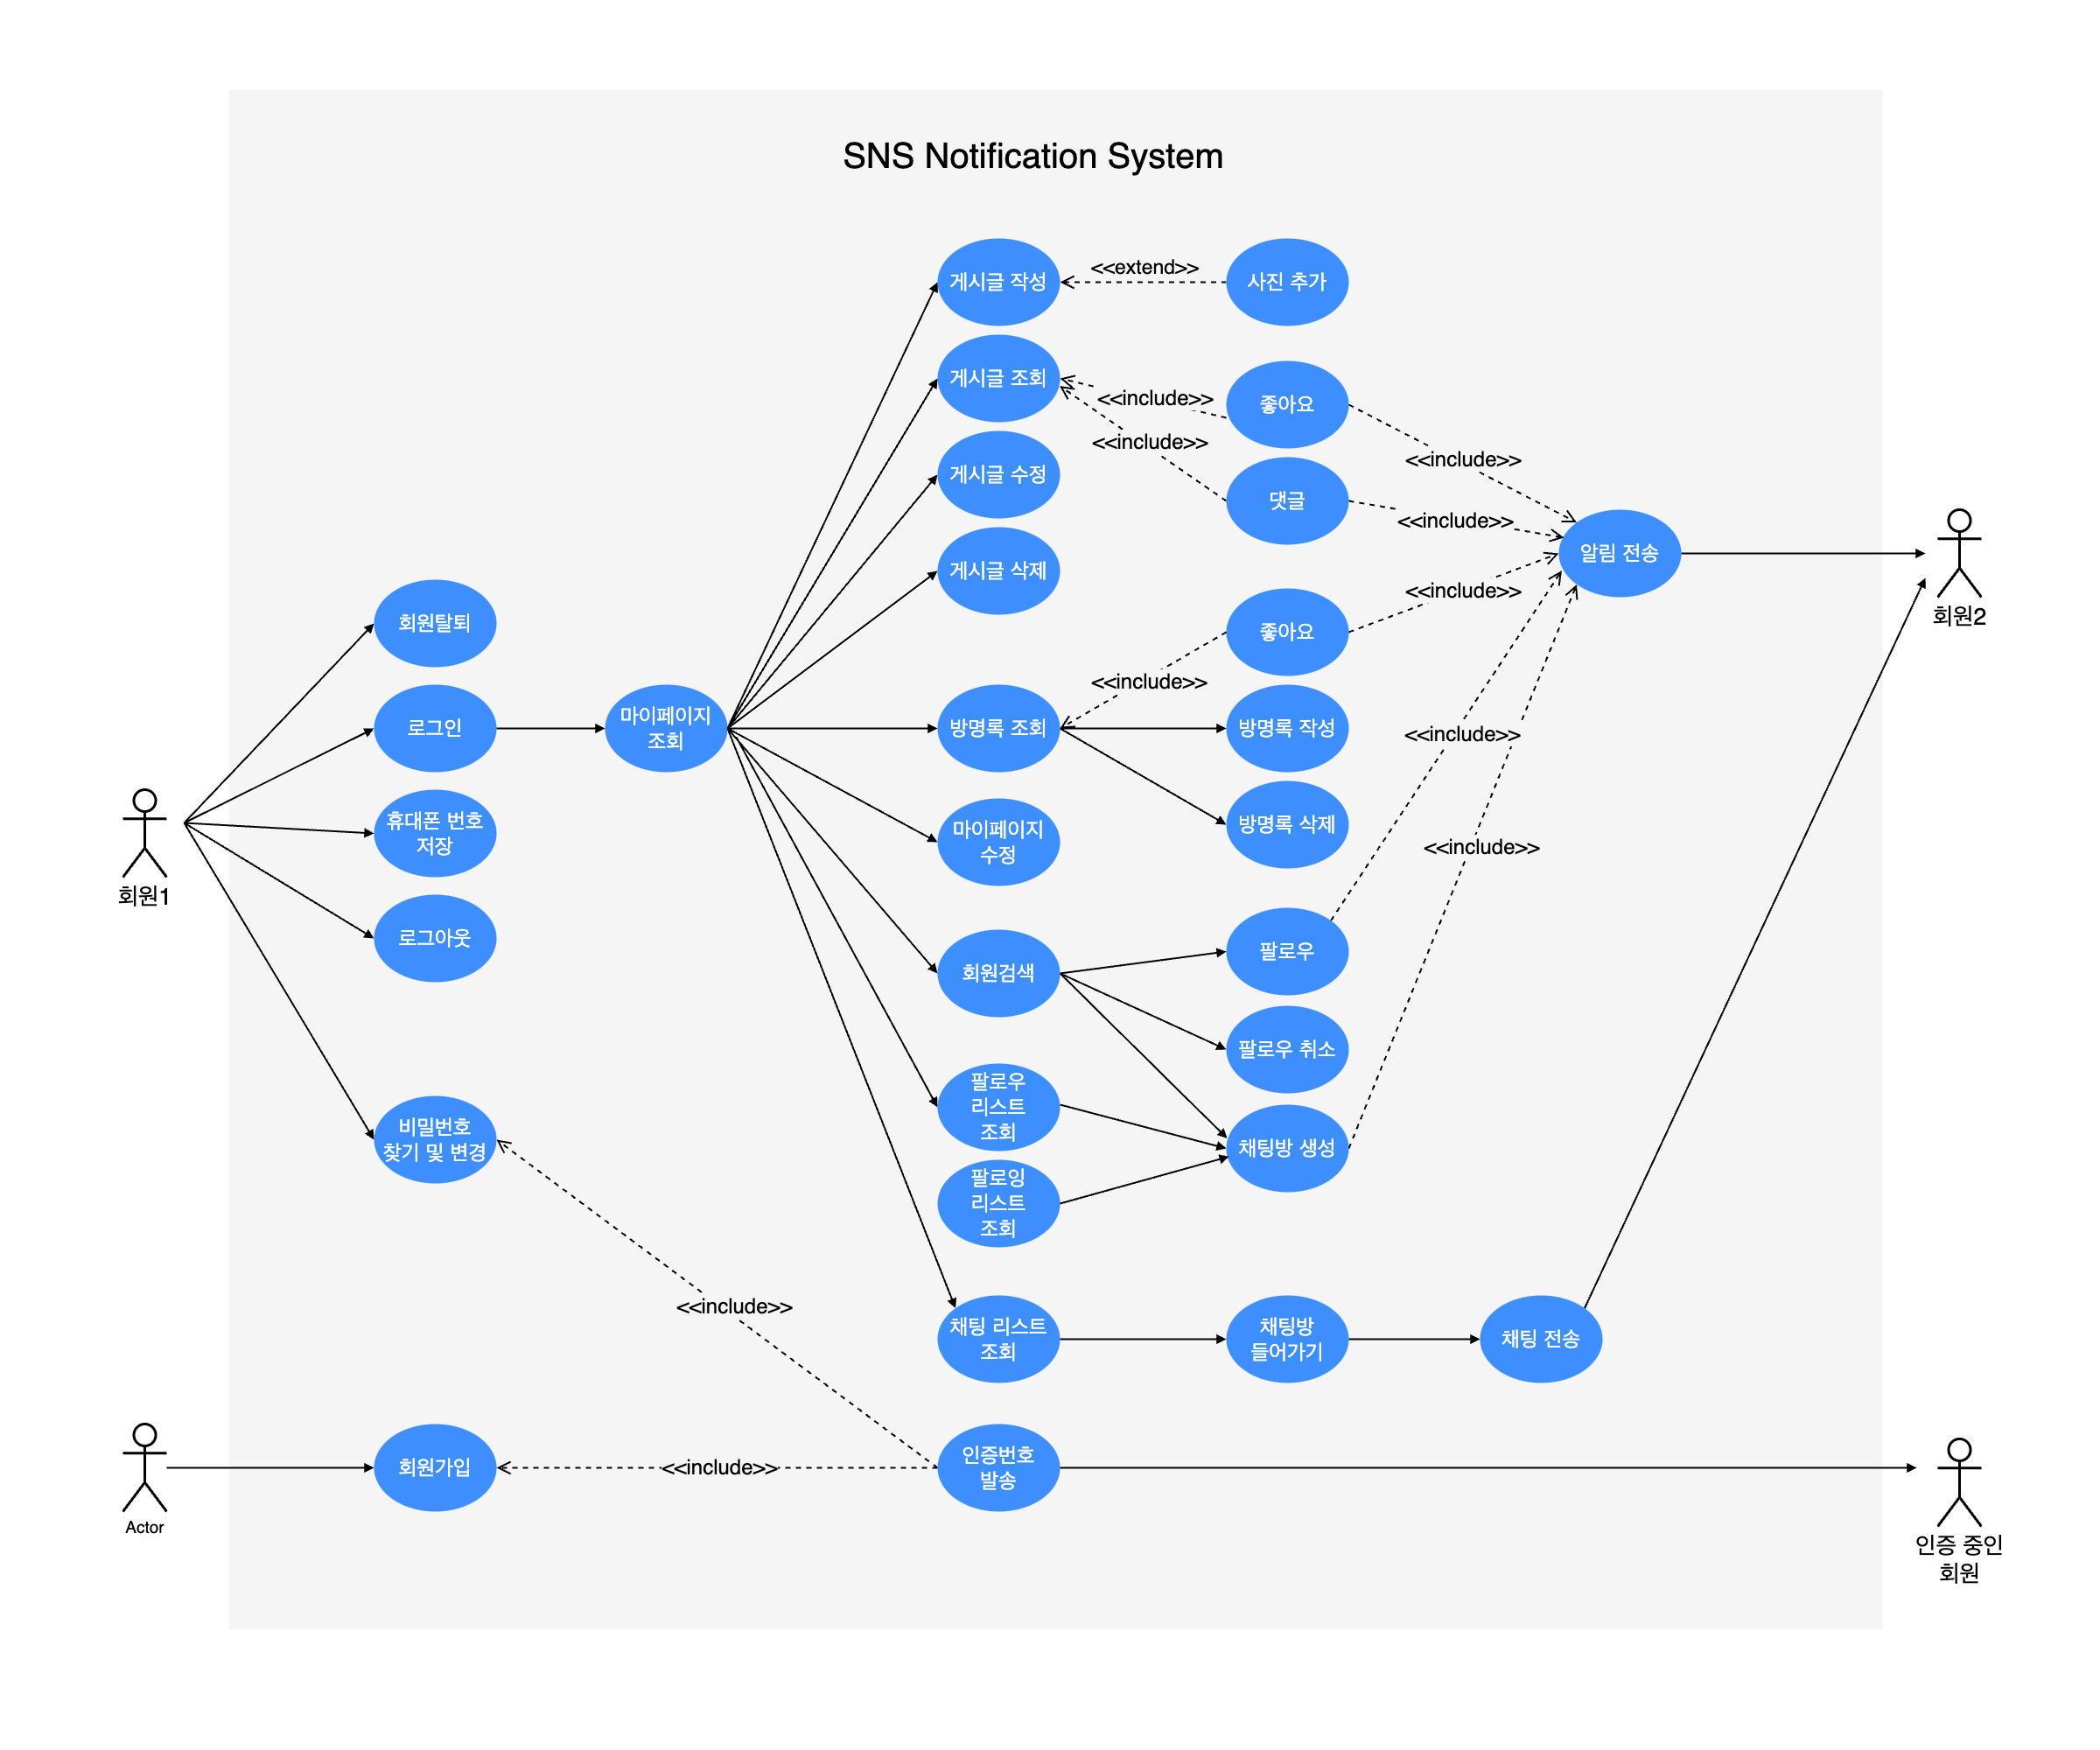 SNS Notification System
게시글 작성
<<extend>>
사진 추가
게시글 조회
<<include>>
좋아요
<<include>>
<<include>>
게시글 수정
댓글
<<include>>
게시글 삭제
알림 전송
회원2
회원탈퇴
<<include>>
좋아요
<<include>>
로그인
마이페이지
조회
방명록 조회
방명록 작성
<<include>>
휴대폰 번호
저장
마이페이지
수정
방명록 삭제
<<include>>
회원1
로그아웃
회원검색
팔로우
팔로우 취소
비밀번호
찾기 및 변경
팔로우
리스트
조회
채팅방 생성
팔로잉
리스트
조회
<<include>>
채팅 리스트
조회
채팅방
들어가기
채팅 전송
회원가입
<<include>>
인증번호
발송
Actor
인증 중인
회원